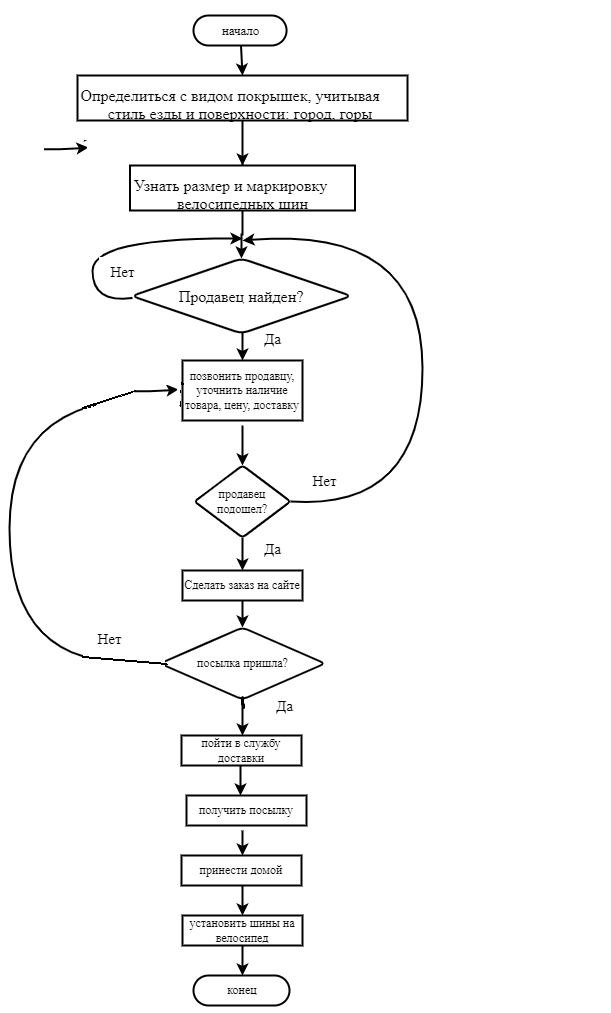 начало
Определиться с видом покрышек, учитывая
стиль езды и поверхности: город, горы
Узнать размер и маркировку
велосипедных шин
Нет
Продавец найден?
Да
позвонить продавцу,
уточнить наличие
товара, цену, доставку
продавец
подошел?
Нет
Да
Сделать заказ на сайте
Нет
посылка пришла?
Да
пойти в службу
доставки
получить посылку
принести домой
установить шины на
велосипед
конец